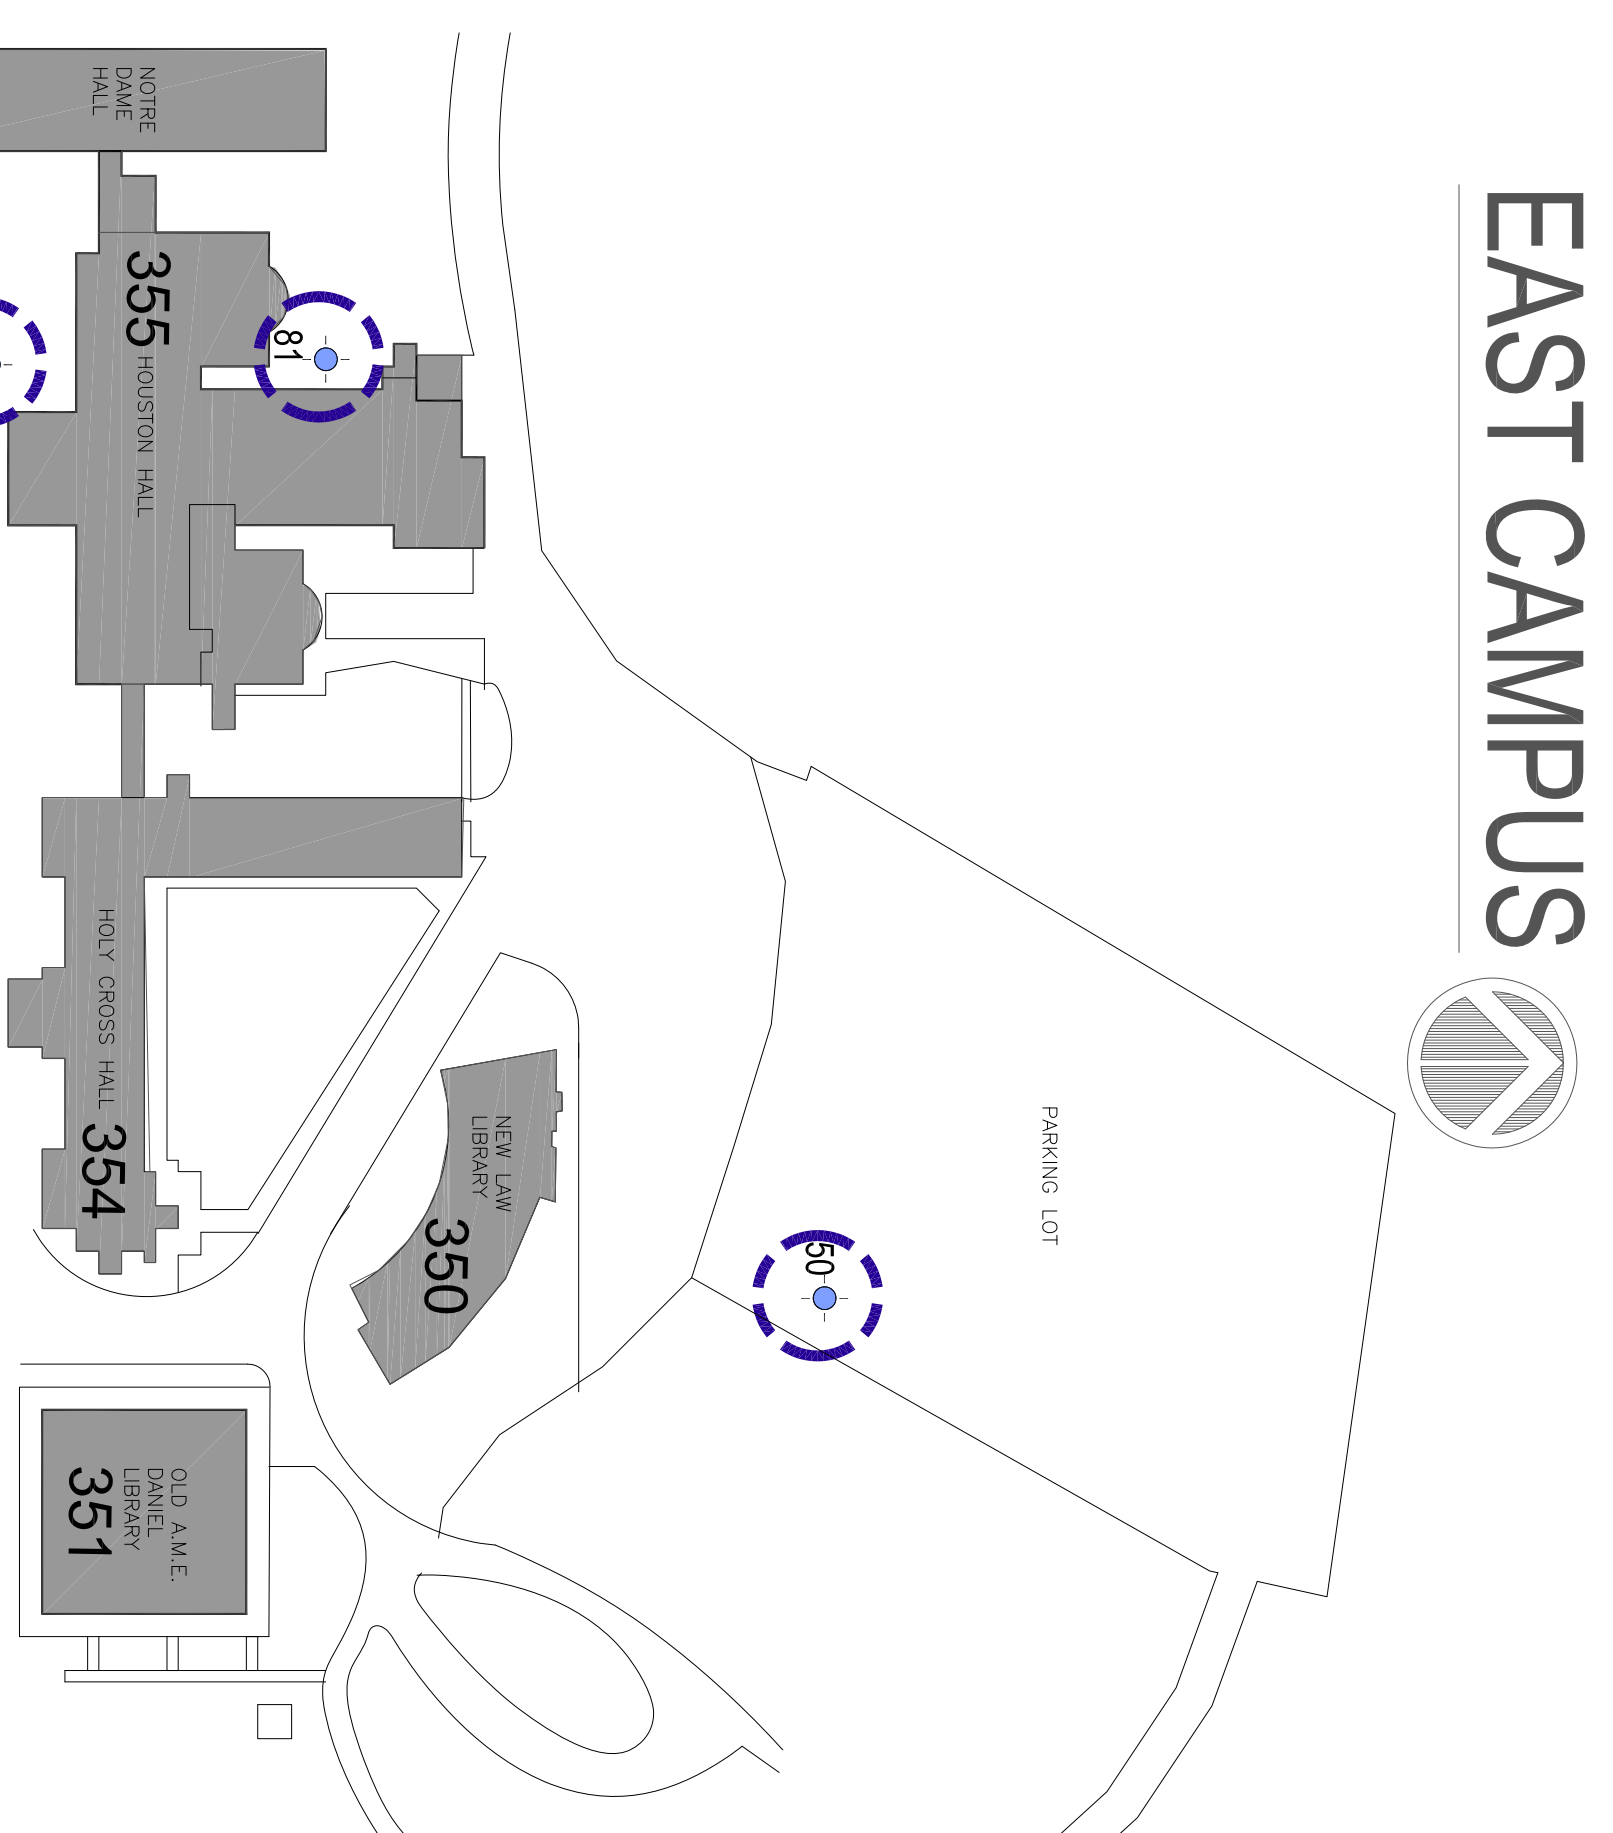 EAST CAMPUS
NOTRE
DAME
HALL
355
HOUSTON HALL
81
HOLY CROSS HALL
354
NEW LAW
LIBRARY
350
PARKING LOT
50
OLD A.M.E.
DANIEL
LIBRARY
351